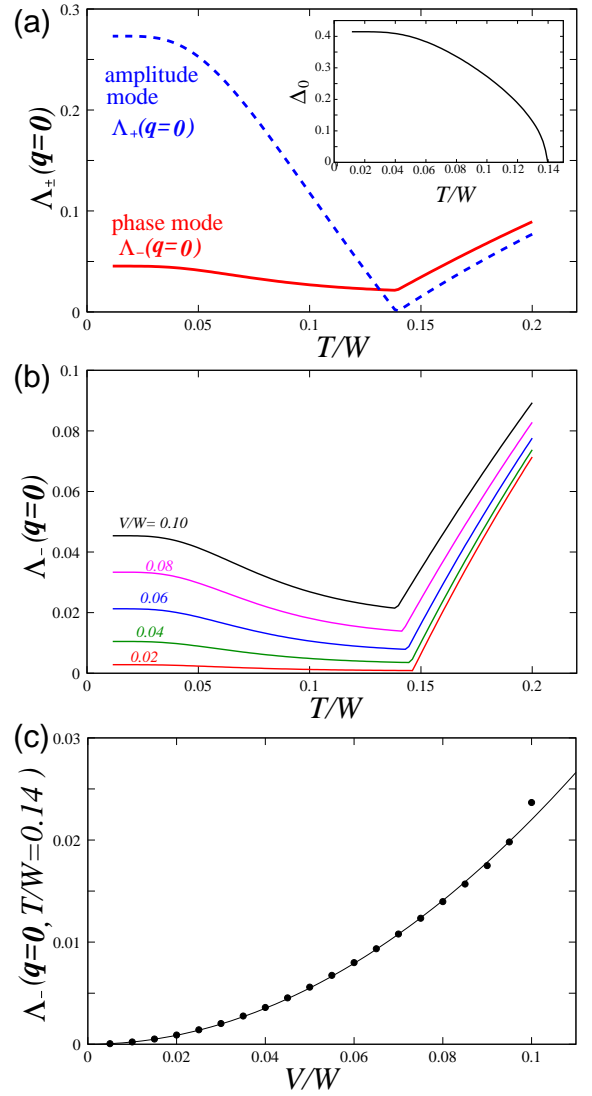 (a)
0.3
0.2
0.1
0
Λ±(q=0)
amplitude
mode
Λ+(q=0)
phase mode
Λ−(q=0)
0.4
0.3
0.2
0.1
0
Δ0
0 0.02 0.04 0.06 0.08 0.10 0.12 0.14
T/W
0 0.05 0.1 0.15 0.2
T/W
(b)
0.1
0.08
0.06
0.04
0.02
0
Λ−(q=0)
V/W= 0.10
0.08
0.06
0.04
0.02
0 0.05 0.1 0.15 0.2
T/W
(c)
0.03
0.02
0.01
0
Λ−(q=0, T/W=0.14)
0 0.02 0.04 0.06 0.08 0.1
V/W